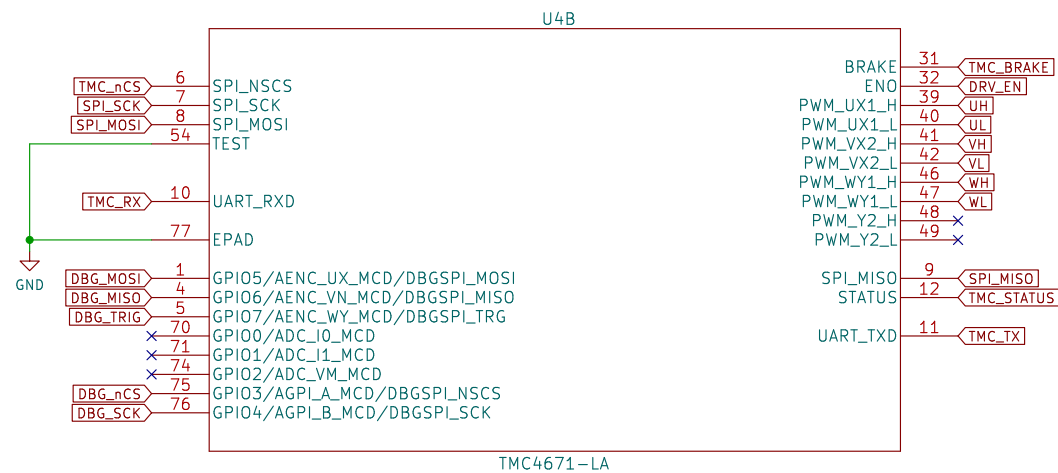 U4B
TMC_nCS 6 SPI_NSCS
SPI_SCK 7 SPI_SCK
SPI_MOSI 8 SPI_MOSI
54 TEST
TMC_RX 10 UART_RXD
77 EPAD
GND
DBG_MOSI 1 GPIO5/AENC_UX_MCD/DBGSPI_MOSI
DBG_MISO 4 GPIO6/AENC_VN_MCD/DBGSPI_MISO
DBG_TRIG 5 GPIO7/AENC_WY_MCD/DBGSPI_TRG
70 GPIO0/ADC_I0_MCD
71 GPIO1/ADC_I1_MCD
74 GPIO2/ADC_VM_MCD
DBG_nCS 75 GPIO3/AGPI_A_MCD/DBGSPI_NSCS
DBG_SCK 76 GPIO4/AGPI_B_MCD/DBGSPI_SCK
BRAKE 31 TMC_BRAKE
ENO 32 DRV_EN
PWM_UX1_H 39 UH
PWM_UX1_L 40 UL
PWM_VX2_H 41 VH
PWM_VX2_L 42 VL
PWM_WY1_H 46 WH
PWM_WY1_L 47 WL
PWM_Y2_H 48
PWM_Y2_L 49
SPI_MISO 9 SPI_MISO
STATUS 12 TMC_STATUS
UART_TXD 11 TMC_TX
TMC4671-LA